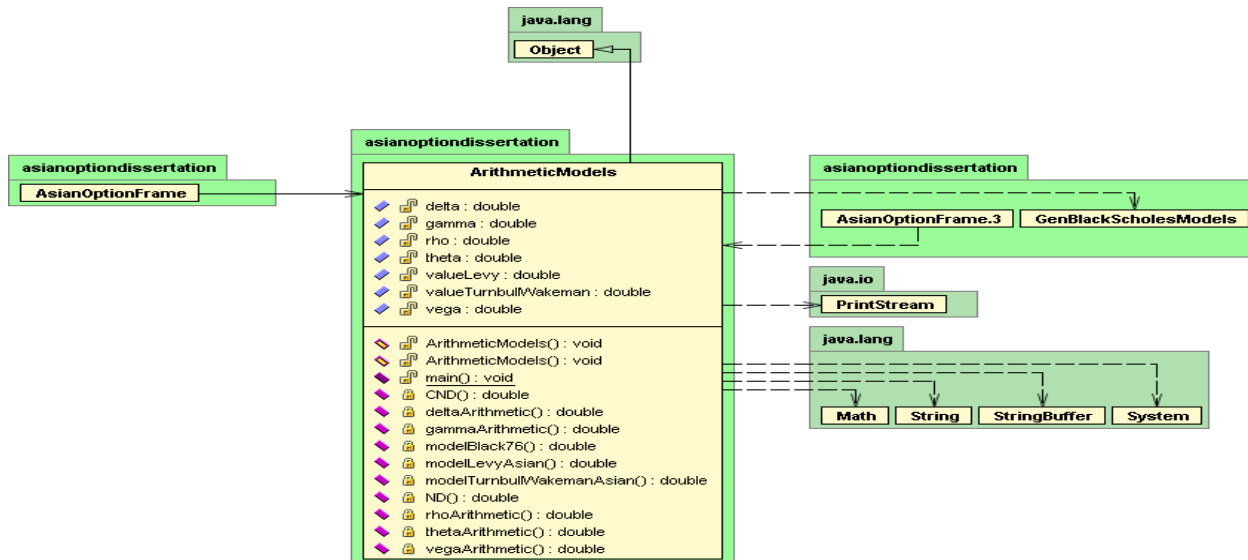 java.lang
Object
asianoptiondissertation
AsianOptionFrame
asianoptiondissertation
ArithmeticModels
delta : double
gamma : double
rho : double
theta : double
valueLevy : double
valueTurnbullWakeman : double
vega : double
ArithmeticModels() : void
ArithmeticModels() : void
main() : void
CND() : double
deltaArithmetic() : double
gammaArithmetic() : double
modelBlack76() : double
modelLevyAsian() : double
modelTurnbullWakemanAsian() : double
ND() : double
rhoArithmetic() : double
thetaArithmetic() : double
vegaArithmetic() : double
asianoptiondissertation
AsianOptionFrame.3 GenBlackScholesModels
java.io
PrintStream
java.lang
Math String StringBuffer System